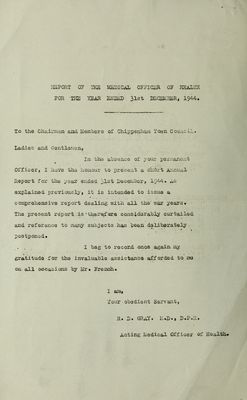 REPORT OF THE MEDICAL OFFICER OF HEALTH
FOR THE YEAR ENDED 31st DECEMBER, 1944.
To the Chairman and Members of Chippenham Town Council.
Ladies and Gentlemen,
In the absence of your permanent
Officer, I have the honour to present a short Annual
Report for the year ended 31st December, 1944. As
explained previously, it is intended to issue a
comprehensive report dealing with all the war years.
The present report is therefore considerably curtailed
and reference to many subjects has been deliberately
postponed.
I beg to record once again my
gratitude for the invaluable assistance afforded to me
on all occasions by Mr. French.
I am,
Your obedient Servant,
H. D. GRAY. M.D., D.P.H.
Acting Medical Officer of Health.